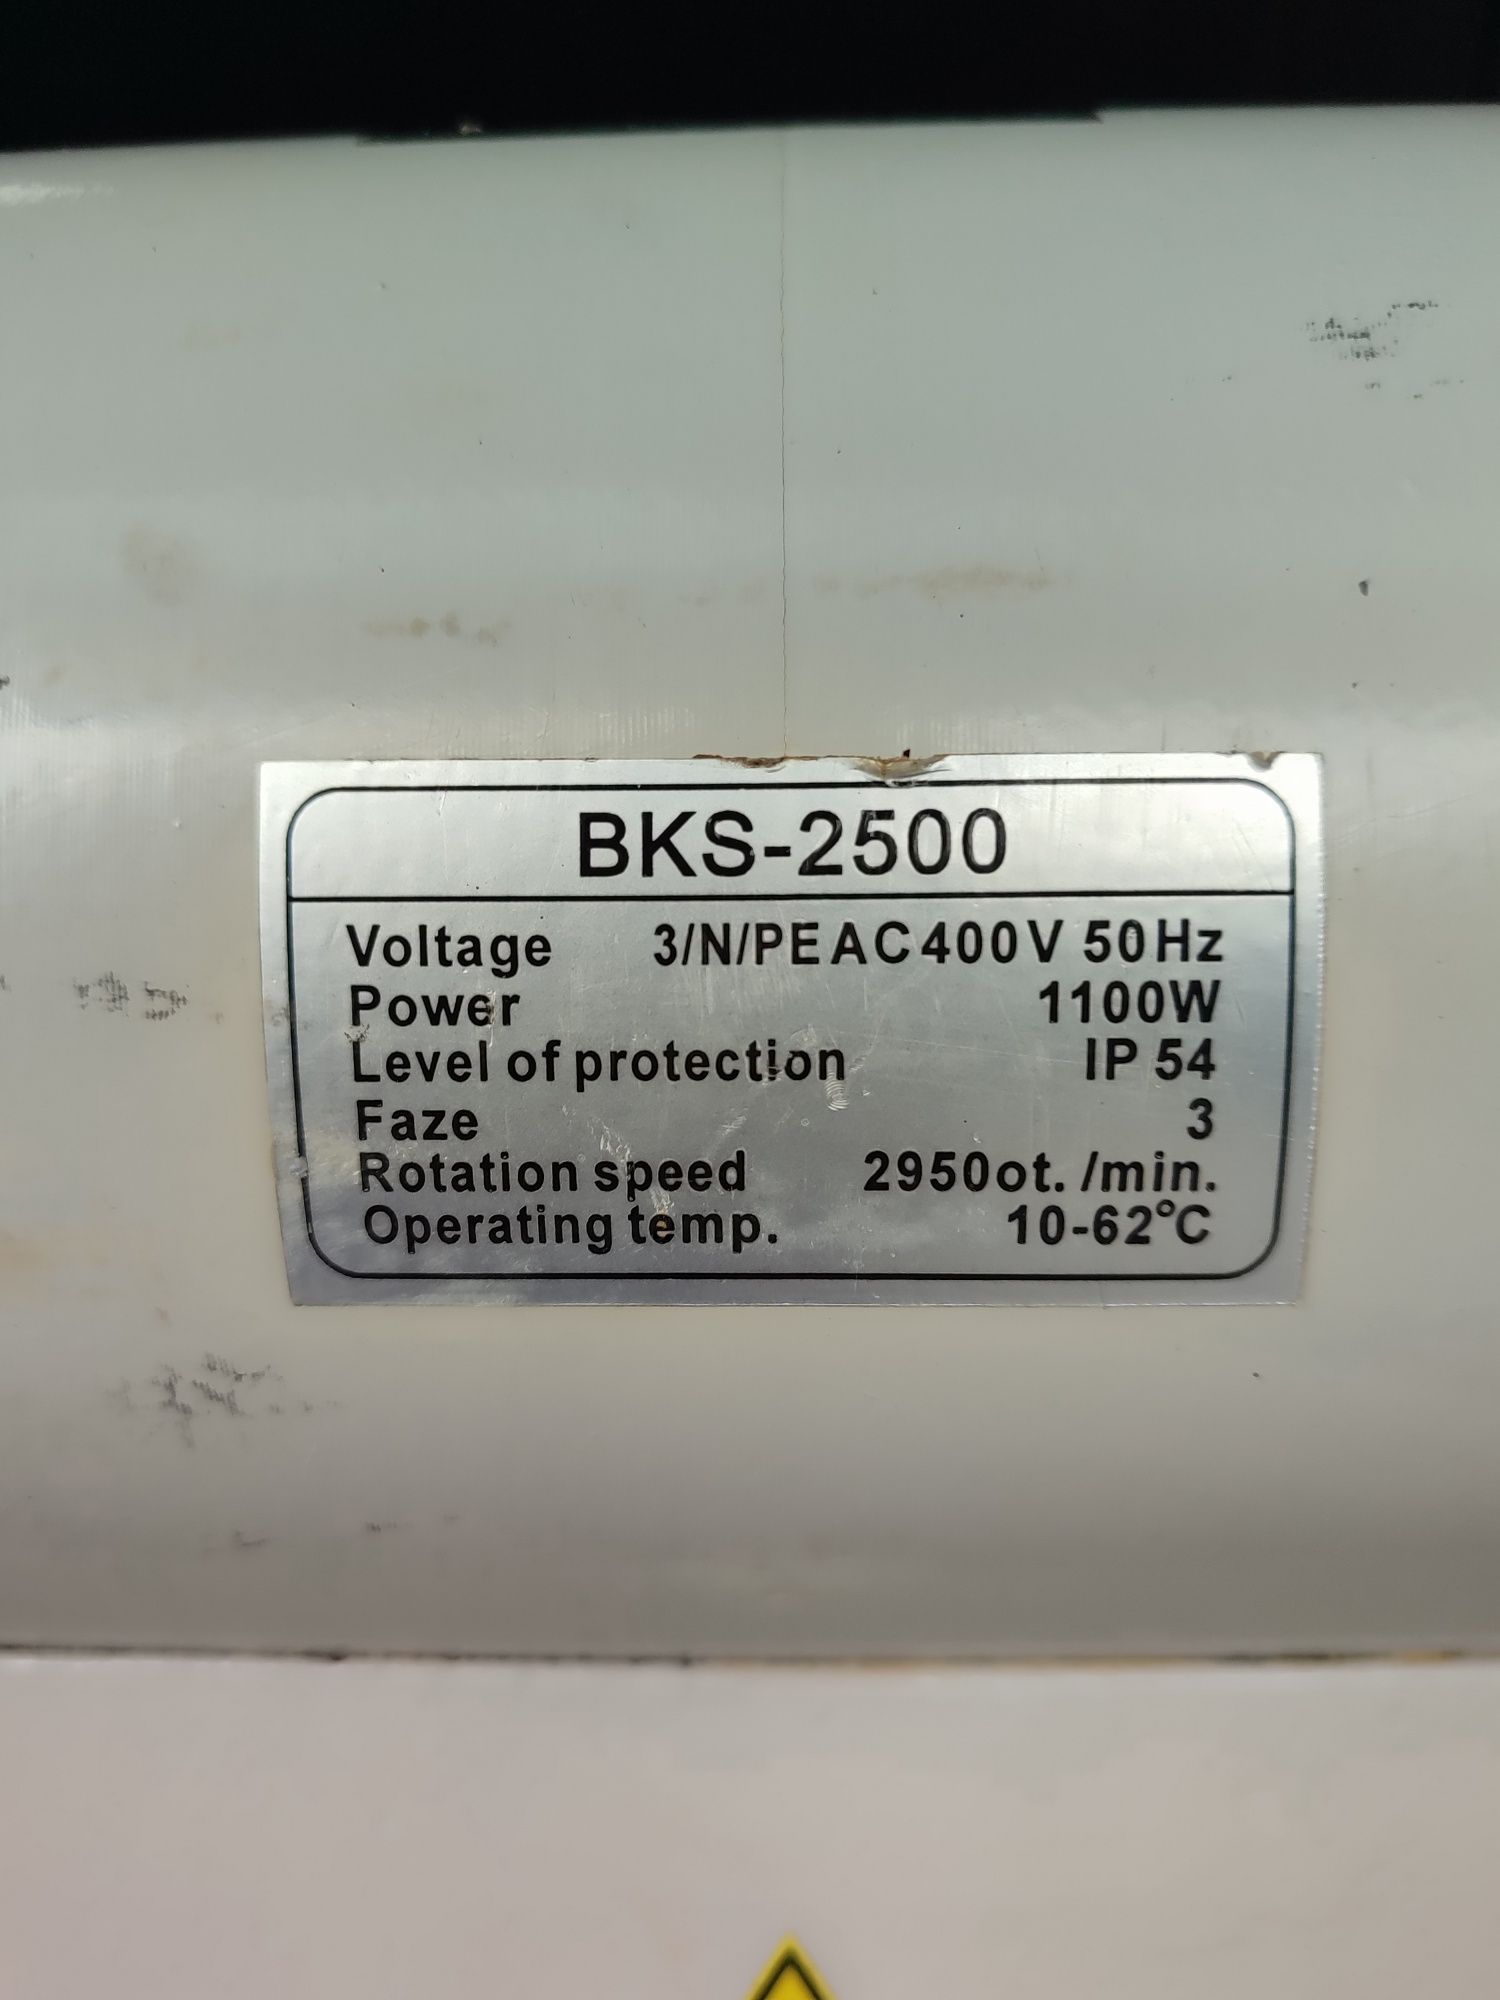 BKS-2500
Voltage 3/N/PE AC 400V 50Hz
Power 1100W
Level of protection IP 54
Faze 3
Rotation speed 2950ot. /min.
Operating temp. 10-62°C